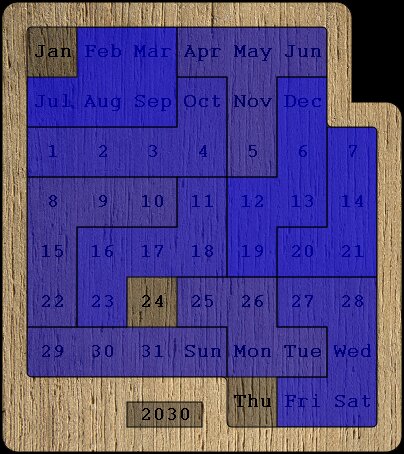 Jan Feb Mar Apr May Jun
Jul Aug Sep Oct Nov Dec
1 2 3 4 5 6 7
8 9 10 11 12 13 14
15 16 17 18 19 20 21
22 23 24 25 26 27 28
29 30 31 Sun Mon Tue Wed
Thu Fri Sat
2030